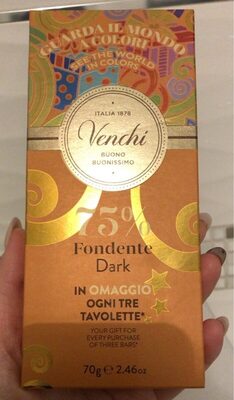 GUARDA IL MONDO
A COLORI
SEE THE WORLD
IN COLORS
ITALIA 1878
Venchi
BUONO
BUONISSIMO
75%
Fondente
Dark
IN OMAGGIO
OGNI TRE
TAVOLETTE*
YOUR GIFT FOR
EVERY PURCHASE
OF THREE BARS*
70g e 2.46oz